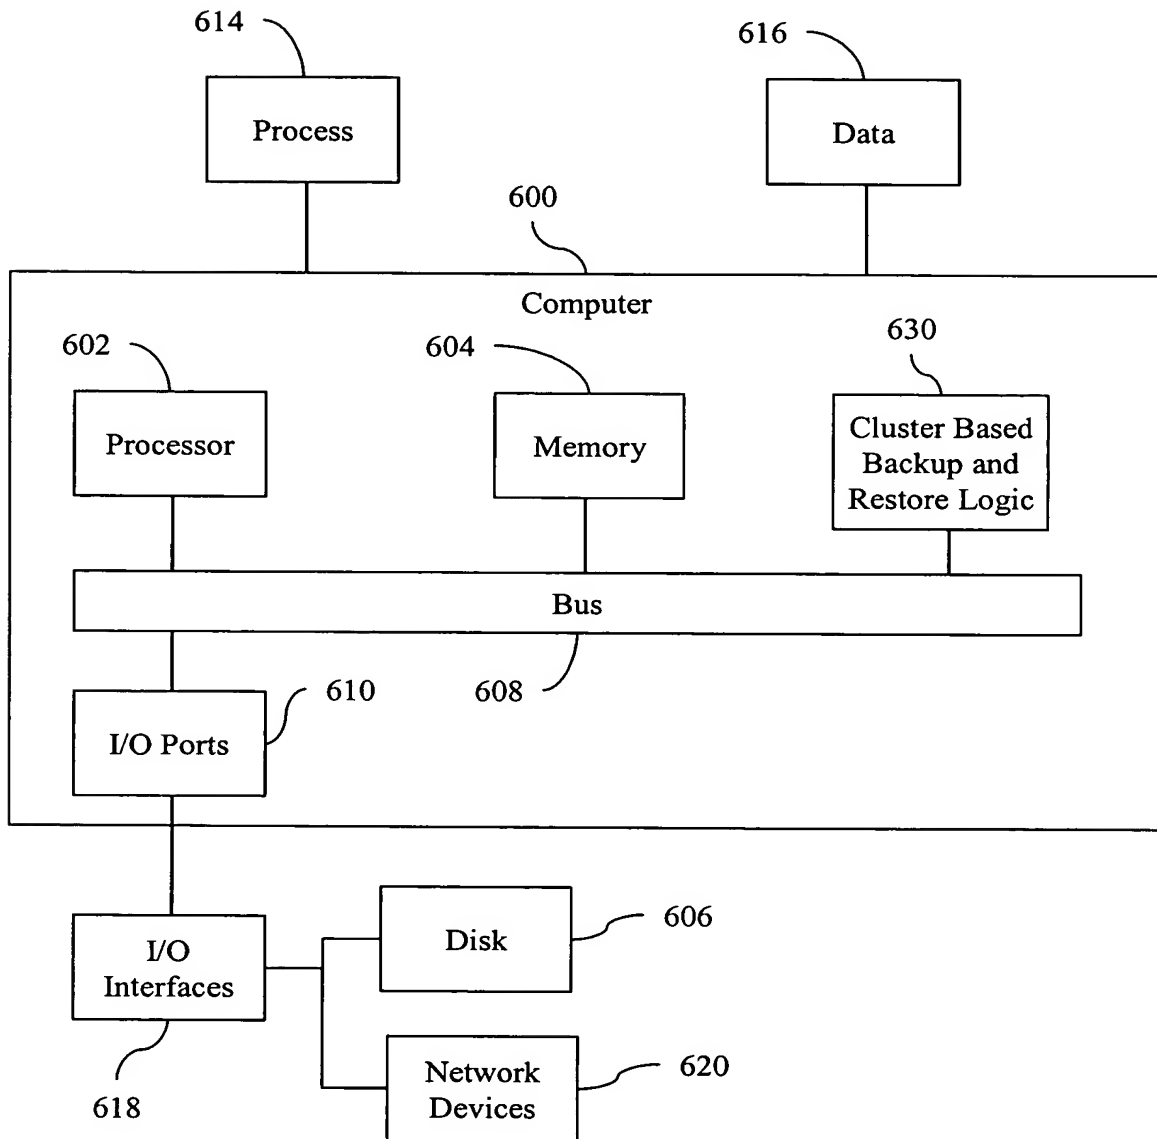 614
616
Process
Data
600
Computer
602
604
630
Processor
Memory
Cluster Based
Backup and
Restore Logic
Bus
610
608
I/O Ports
606
I/O
Interfaces
Disk
620
Network
Devices
618